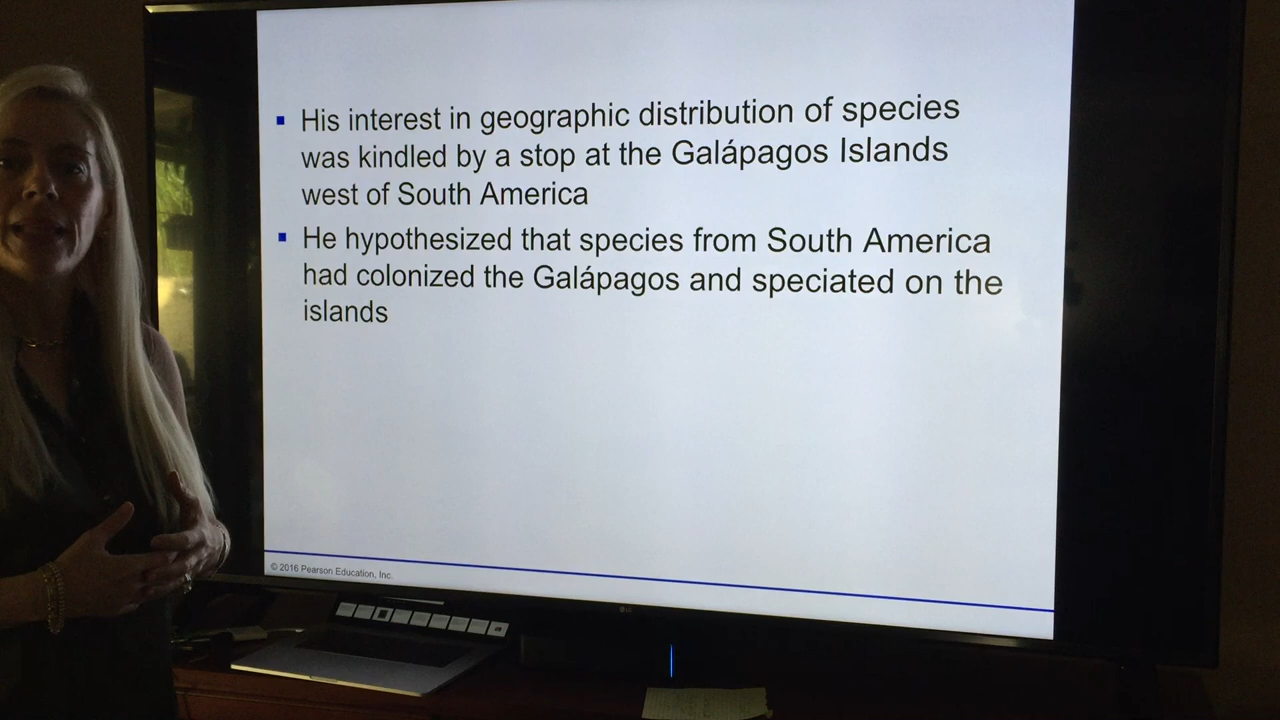 ▪ His interest in geographic distribution of species
was kindled by a stop at the Galápagos Islands
west of South America
▪ He hypothesized that species from South America
had colonized the Galápagos and speciated on the
islands
© 2016 Pearson Education, Inc.
LG